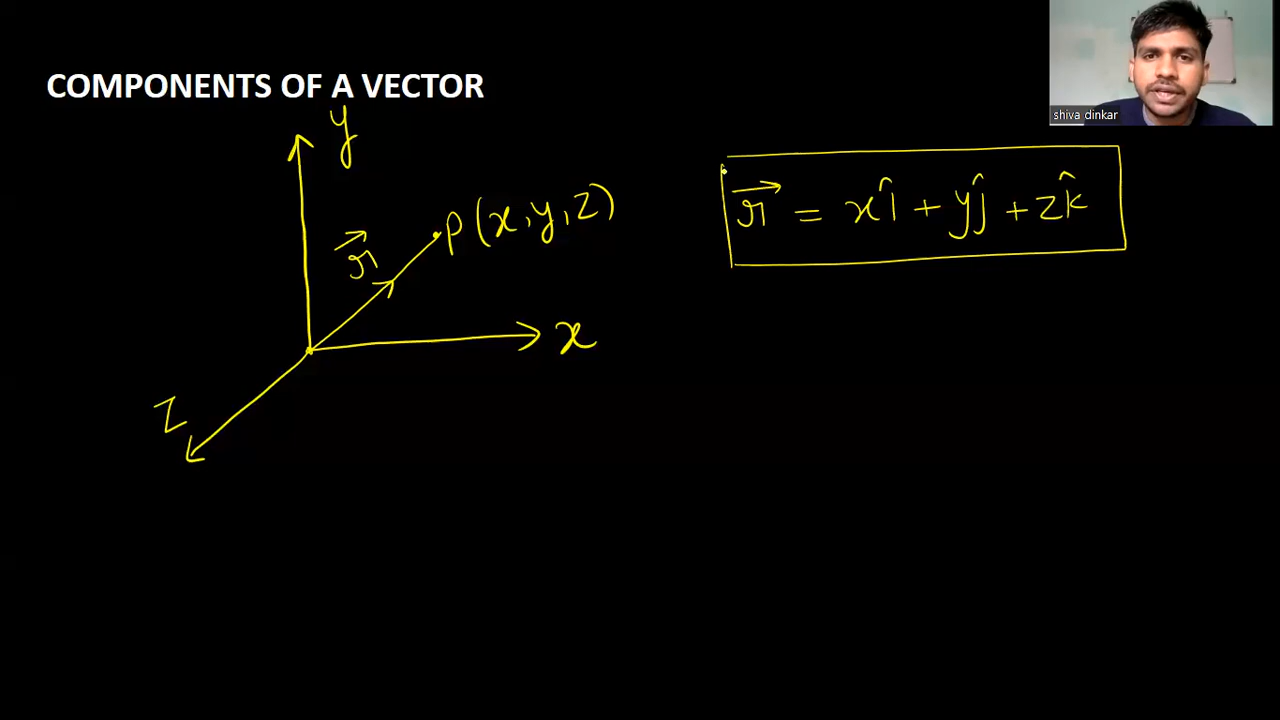 COMPONENTS OF A VECTOR
shiva dinkar
y
P(x,y,z)
r⃗
r⃗ = xî + yĵ + zk̂
x
z